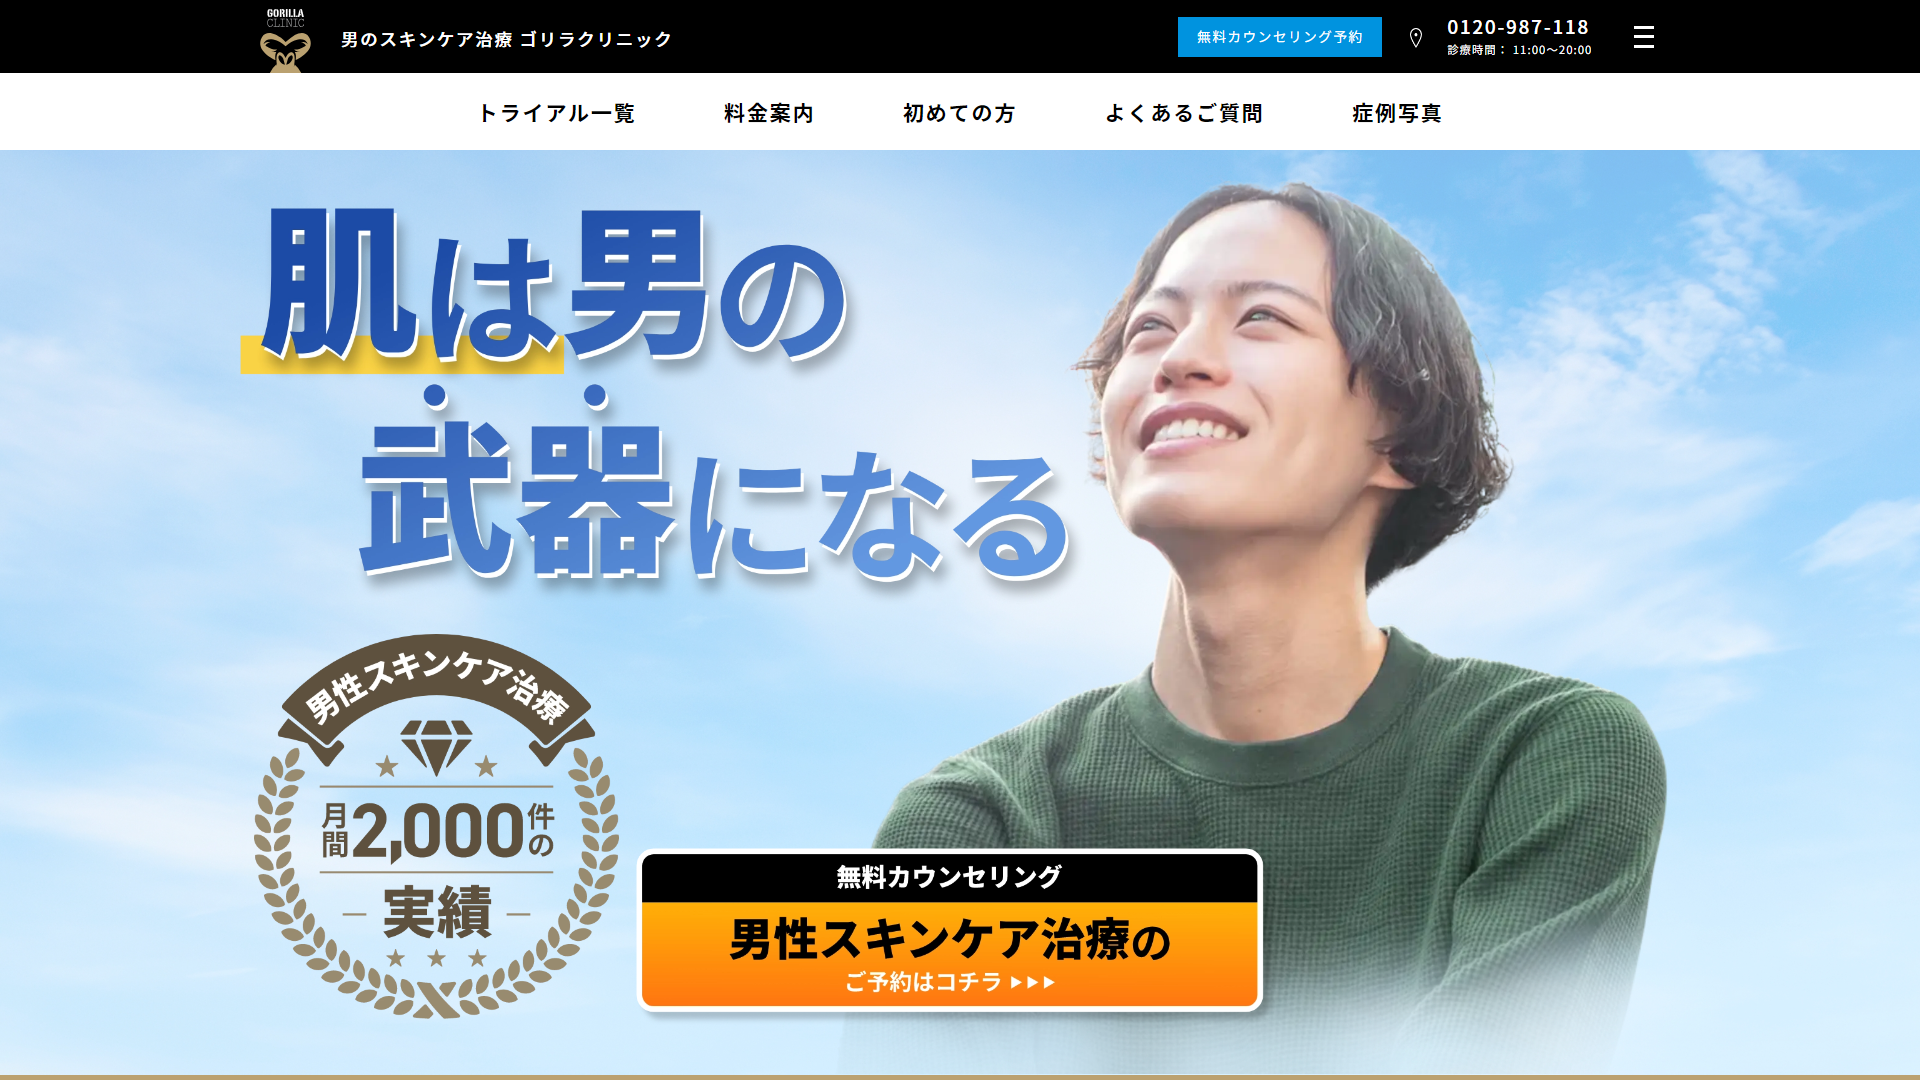 GORILLA
CLINIC
男のスキンケア治療 ゴリラクリニック
無料カウンセリング予約
0120-987-118
診療時間： 11:00～20:00
トライアル一覧
料金案内
初めての方
よくあるご質問
症例写真
肌は男の
武器になる
男性スキンケア治療
月間2,000件の
実績
無料カウンセリング
男性スキンケア治療の
ご予約はコチラ